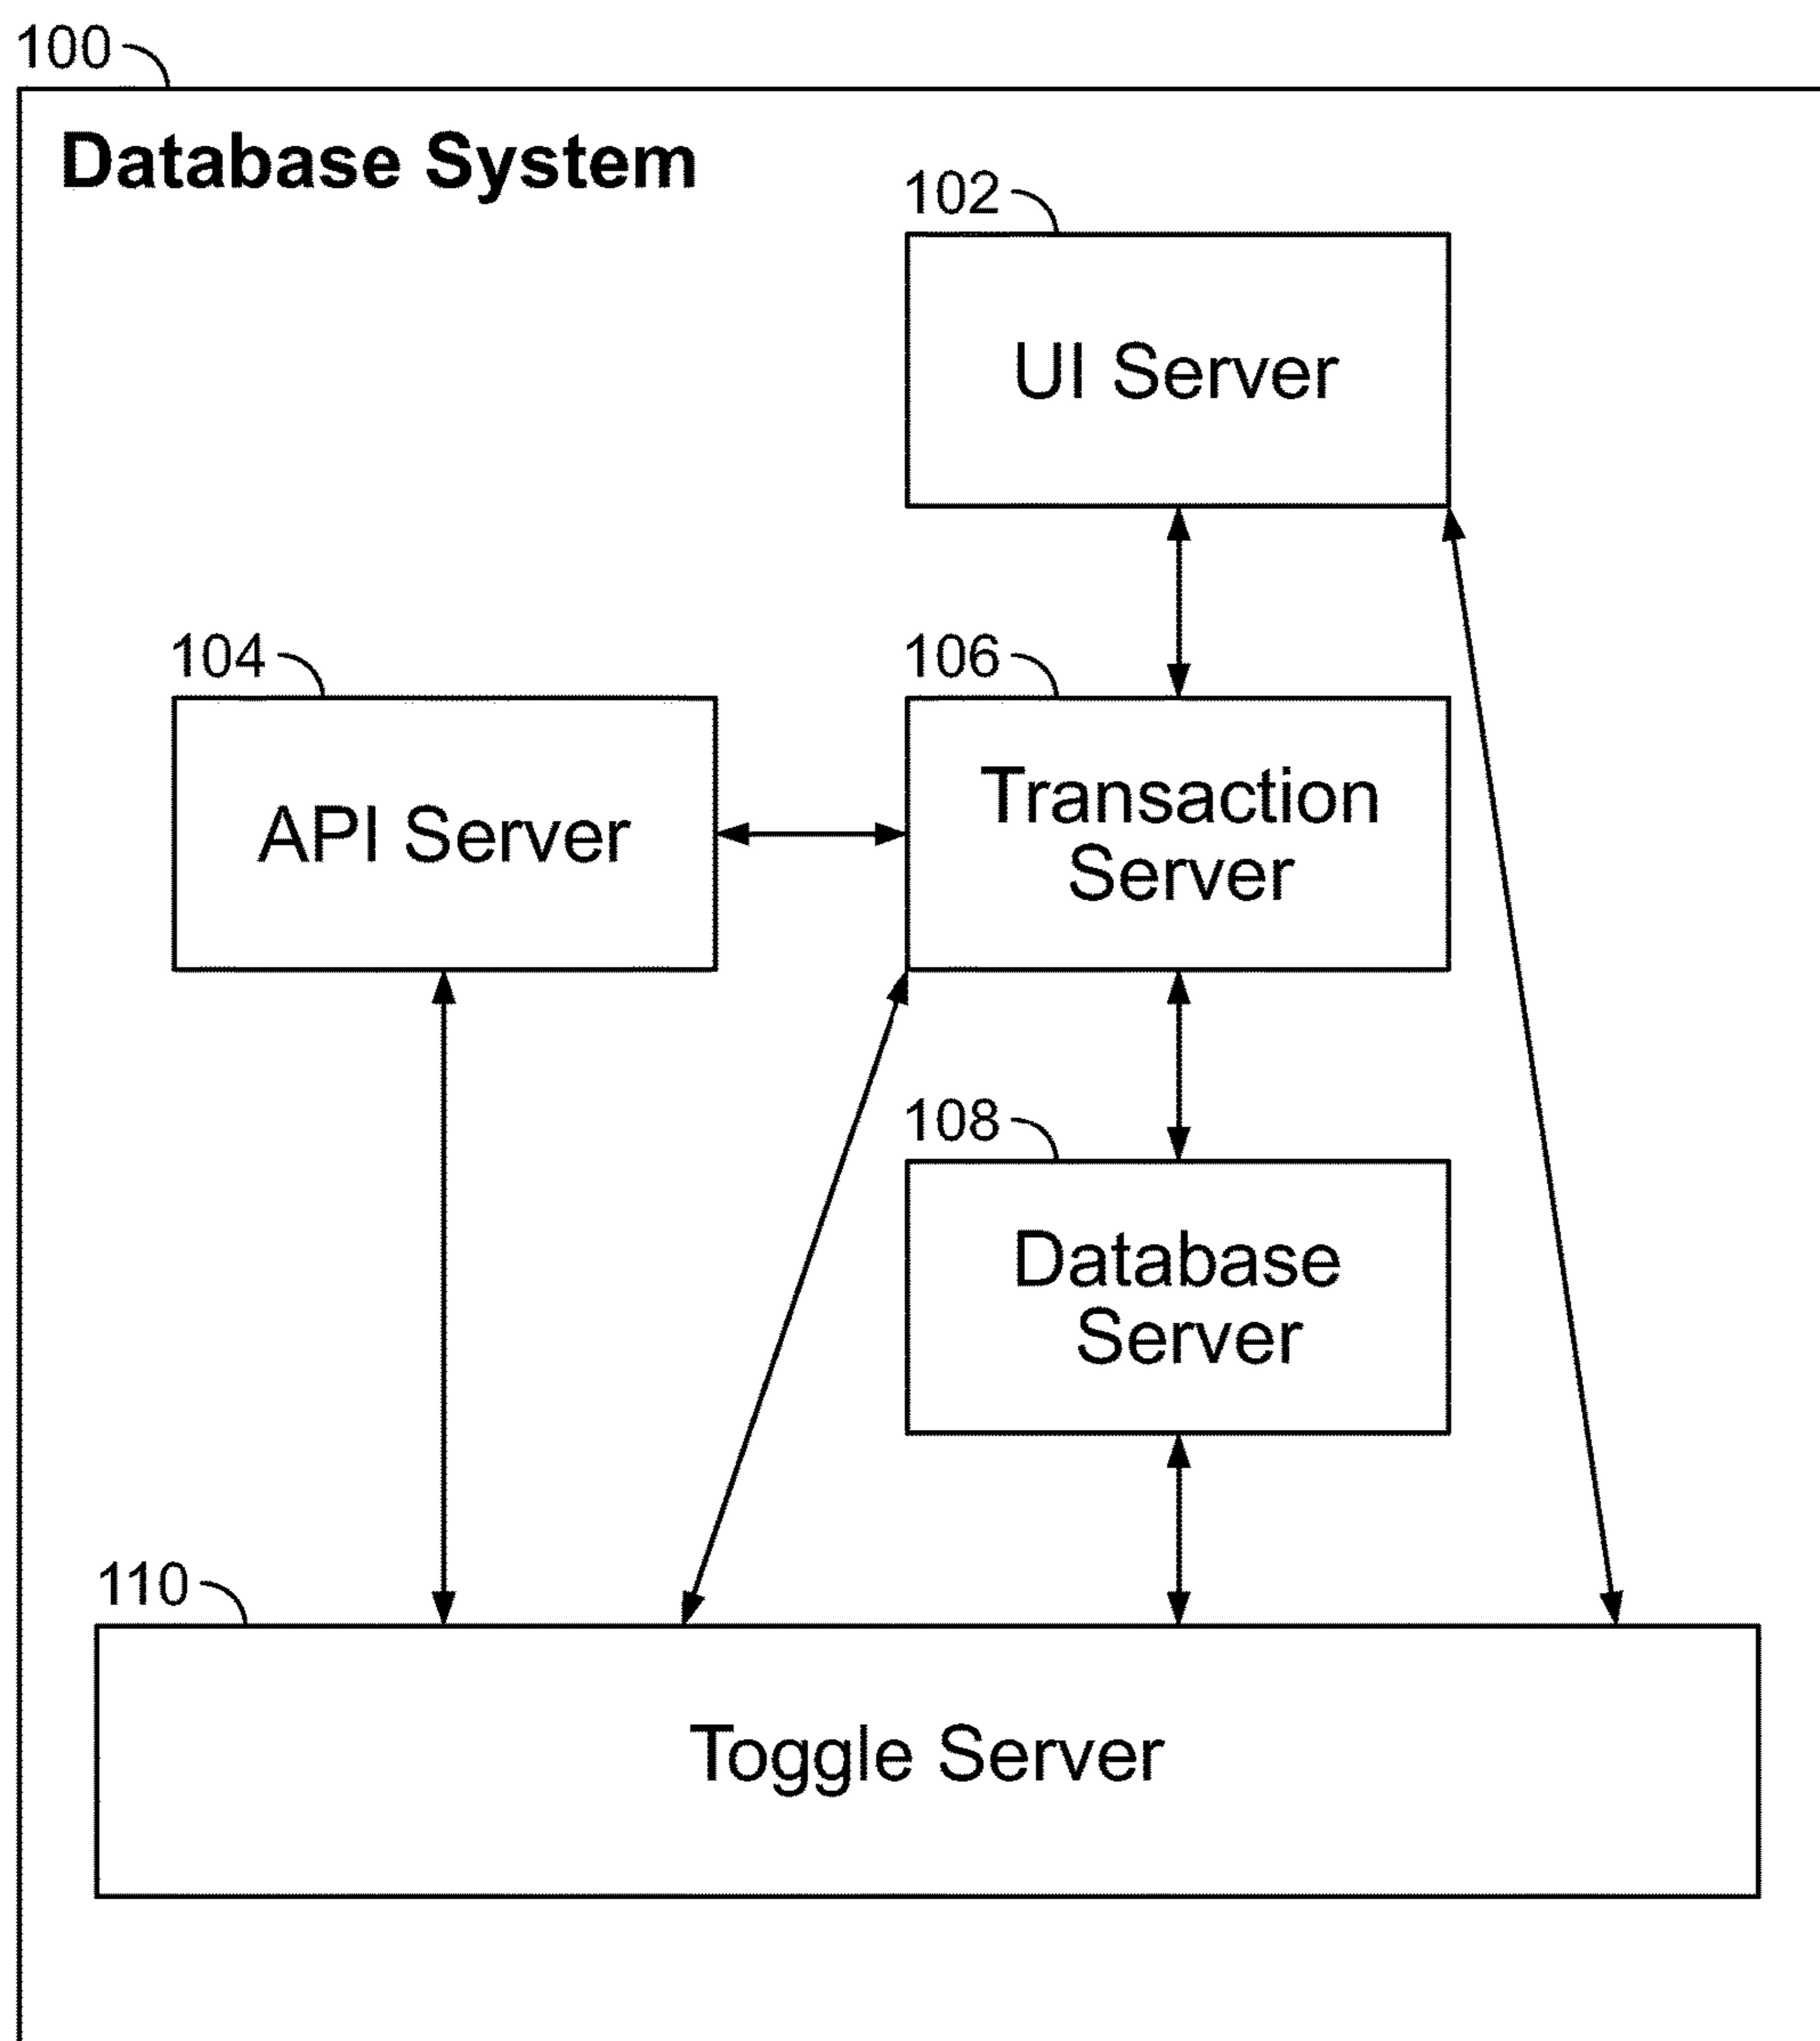 100
Database System
102
UI Server
104
106
API Server
Transaction
Server
108
Database
Server
110
Toggle Server